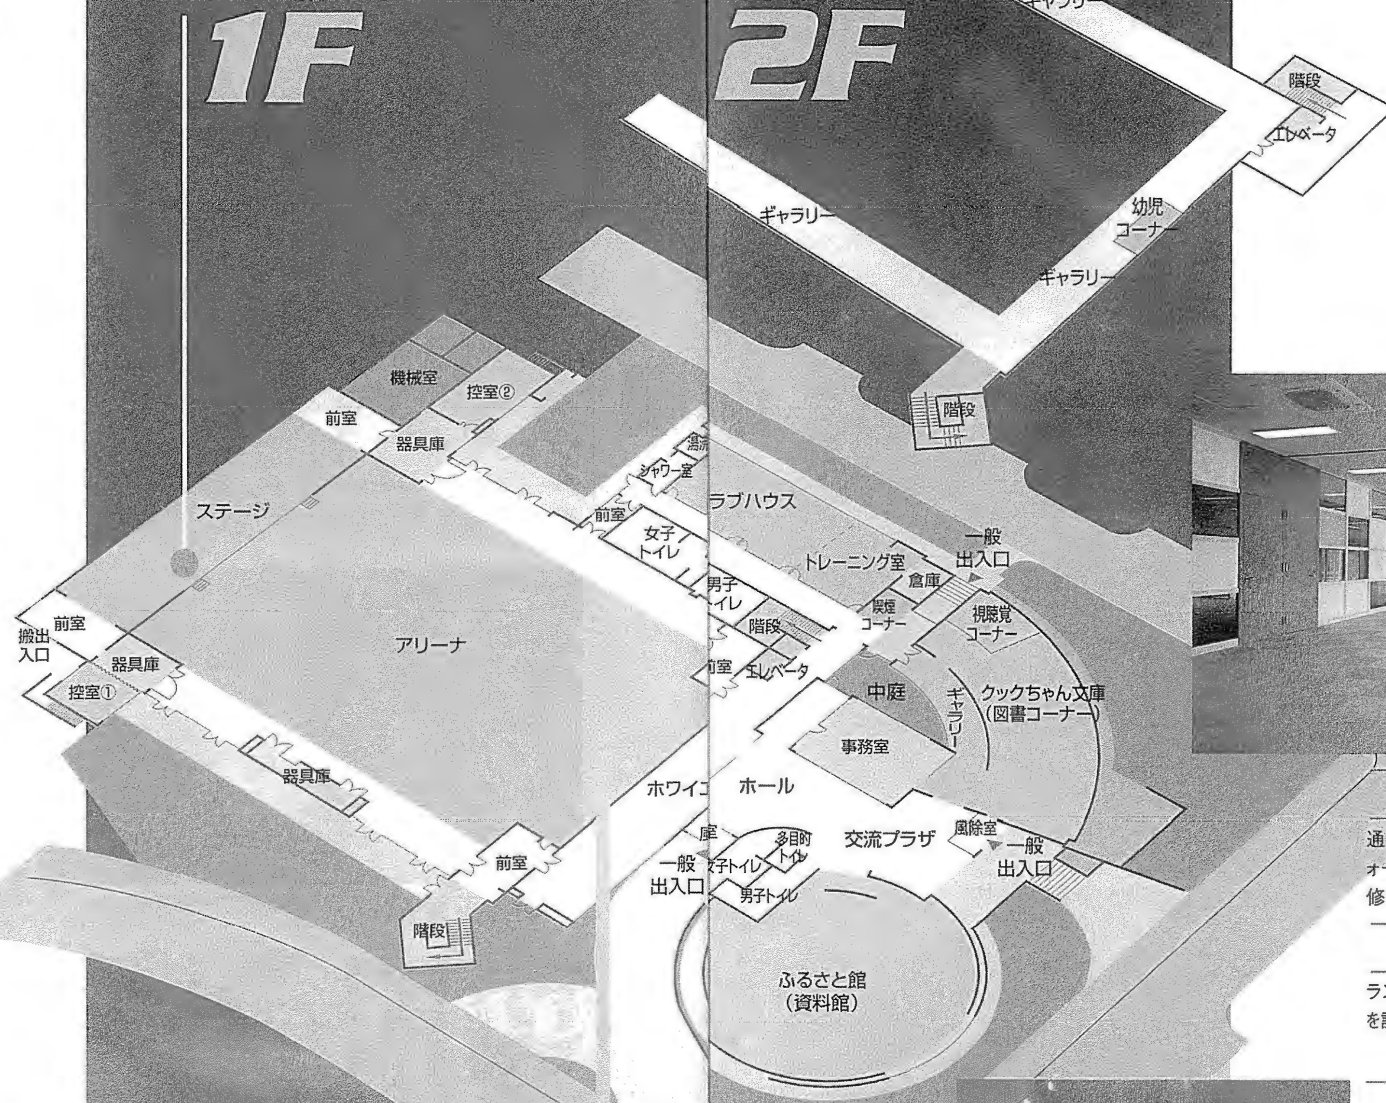 1F
2F
ギャラリー
階段
エレベータ
幼児
コーナー
ギャラリー
ギャラリー
階段
機械室
控室②
前室
器具庫
ステージ
シャワー室
前室
女子
トイレ
ラブハウス
トレーニング室
一般
出入口
倉庫
喫煙
コーナー
視聴覚
コーナー
男子
イレ
階段
前室
エレベータ
前室
搬出
入口
器具庫
控室①
アリーナ
中庭
ギャラリー
クックちゃん文庫
(図書コーナー)
事務室
器具庫
ホワイエ
ホール
交流プラザ
風除室
一般
出入口
多目的
トイレ
女子トイレ
男子トイレ
一般
出入口
前室
階段
ふるさと館
(資料館)
通
修